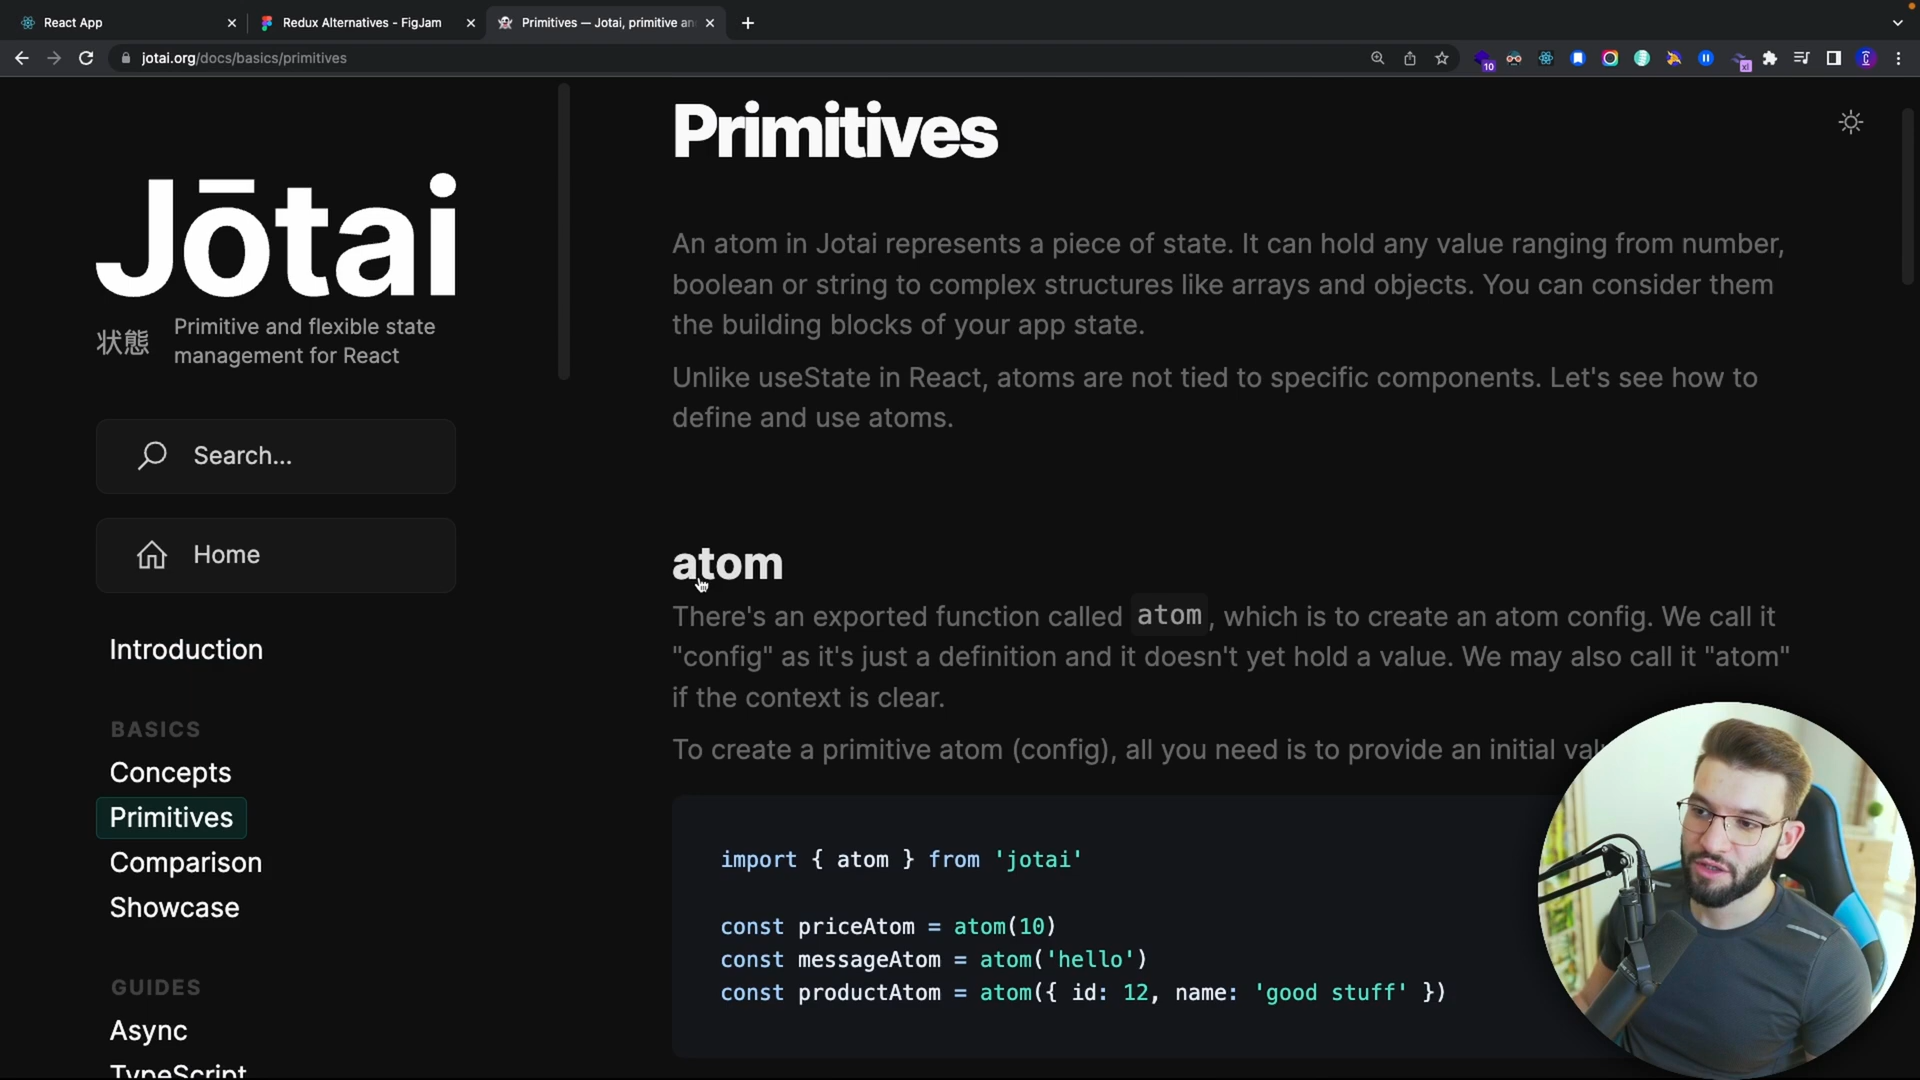 React App
Redux Alternatives - FigJam
Primitives — Jotai, primitive an
jotai.org/docs/basics/primitives
10
xl
Jōtai
状態
Primitive and flexible state
management for React
Search...
Home
Introduction
BASICS
Concepts
Primitives
Comparison
Showcase
GUIDES
Async
TypeScript
Primitives
An atom in Jotai represents a piece of state. It can hold any value ranging from number,
boolean or string to complex structures like arrays and objects. You can consider them
the building blocks of your app state.
Unlike useState in React, atoms are not tied to specific components. Let's see how to
define and use atoms.
atom
There's an exported function called atom, which is to create an atom config. We call it
"config" as it's just a definition and it doesn't yet hold a value. We may also call it "atom"
if the context is clear.
To create a primitive atom (config), all you need is to provide an initial val
import { atom } from 'jotai'
const priceAtom = atom(10)
const messageAtom = atom('hello')
const productAtom = atom({ id: 12, name: 'good stuff' })